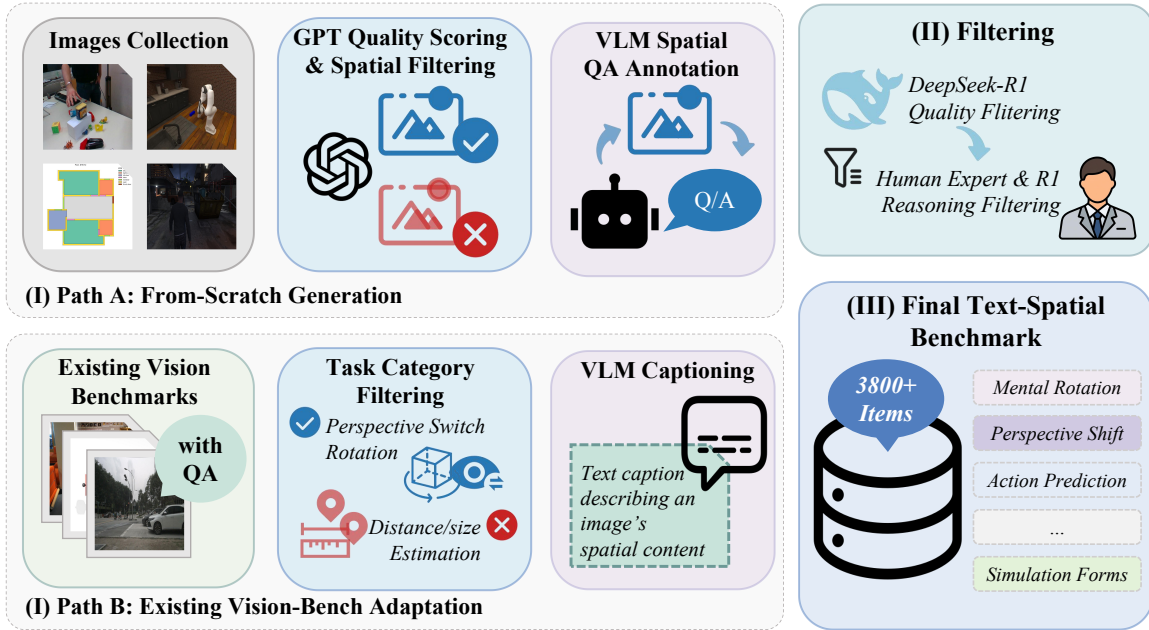 Images Collection
GPT Quality Scoring
& Spatial Filtering
VLM Spatial
QA Annotation
Q/A
(I) Path A: From-Scratch Generation
Existing Vision
Benchmarks
with
QA
Task Category
Filtering
Perspective Switch
Rotation
Distance/size
Estimation
VLM Captioning
Text caption
describing an
image's
spatial content
(I) Path B: Existing Vision-Bench Adaptation
(II) Filtering
DeepSeek-R1
Quality Flitering
Human Expert & R1
Reasoning Filtering
(III) Final Text-Spatial
Benchmark
3800+
Items
Mental Rotation
Perspective Shift
Action Prediction
...
Simulation Forms